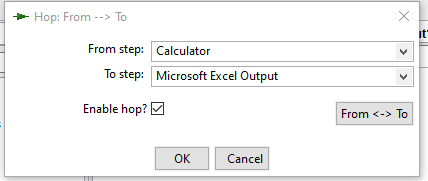 Hop: From --> To
From step:
Calculator
To step:
Microsoft Excel Output
Enable hop?
From <-> To
OK
Cancel